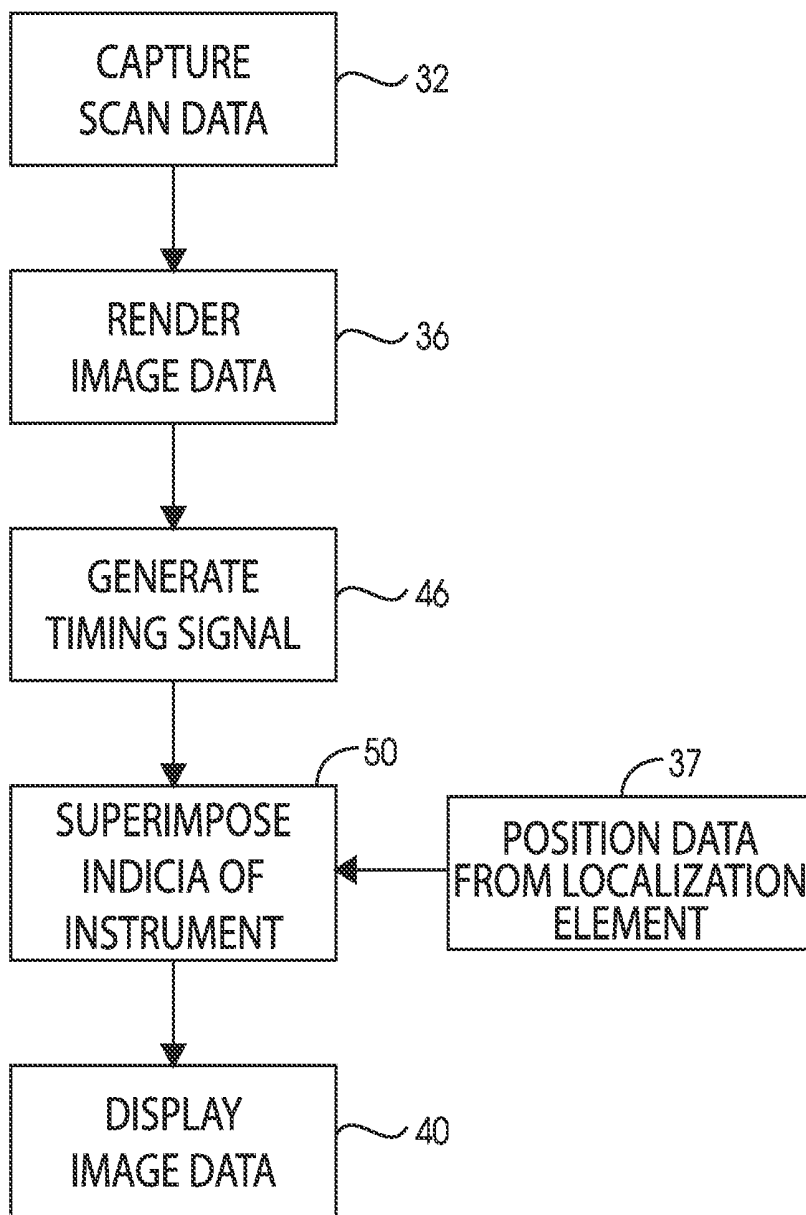 CAPTURE
SCAN DATA
32
RENDER
IMAGE DATA
36
GENERATE
TIMING SIGNAL
46
50
SUPERIMPOSE
INDICIA OF
INSTRUMENT
37
POSITION DATA
FROM LOCALIZATION
ELEMENT
DISPLAY
IMAGE DATA
40